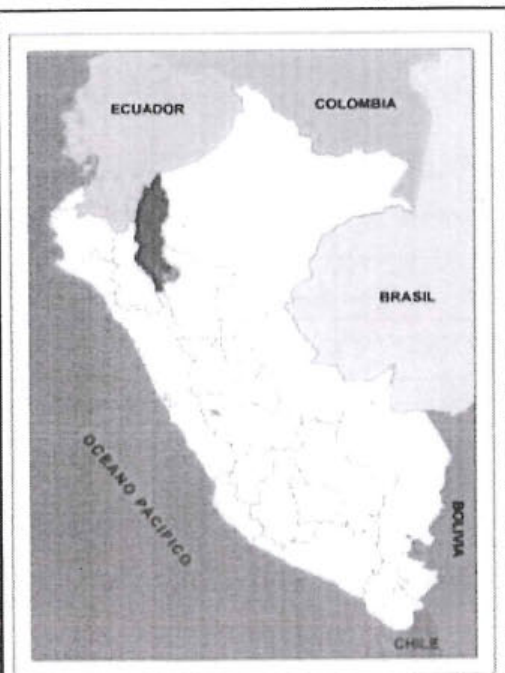 ECUADOR
COLOMBIA
BRASIL
OCEANO PACIFICO
BOLIVIA
CHILE